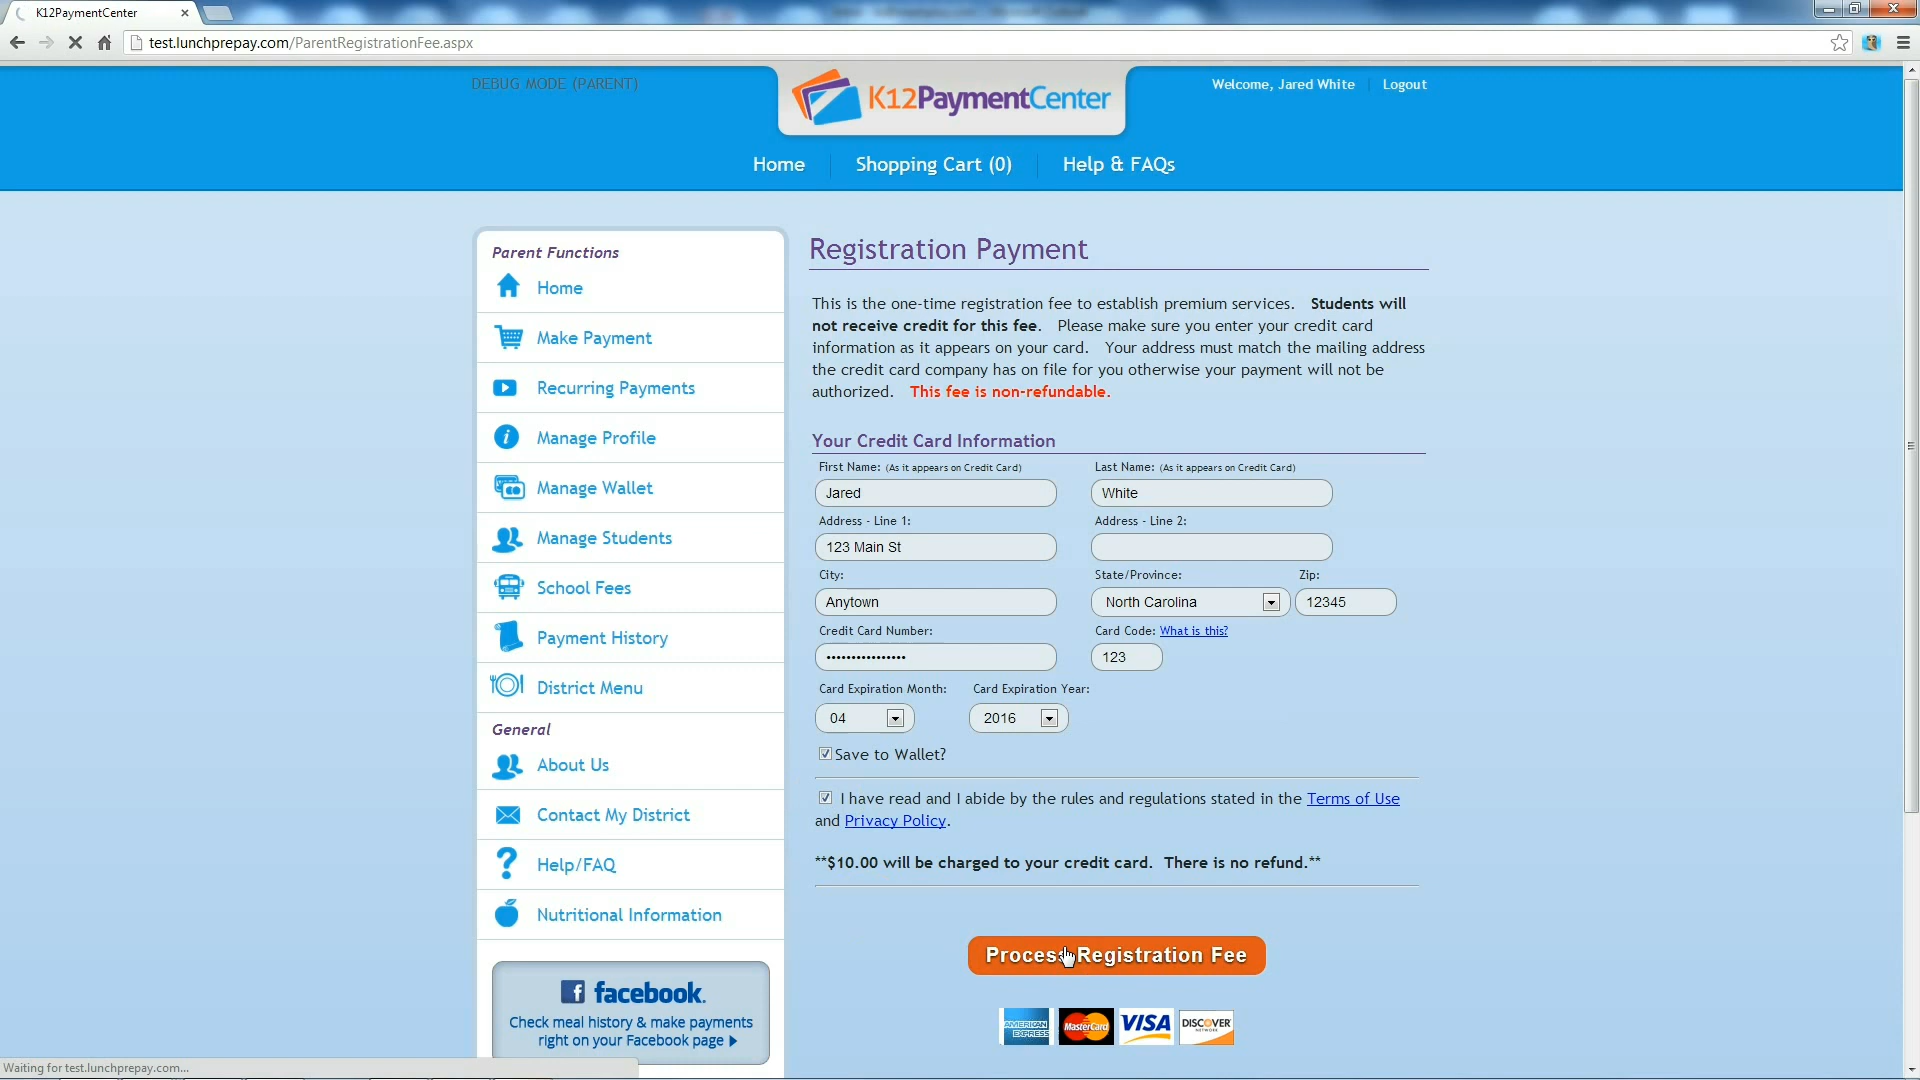 K12PaymentCenter
test.lunchprepay.com/ParentRegistrationFee.aspx
DEBUG MODE (PARENT)
K12PaymentCenter
Welcome, Jared White
Logout
Home
Shopping Cart (0)
Help & FAQs
Parent Functions
Home
Make Payment
Recurring Payments
Manage Profile
Manage Wallet
Manage Students
School Fees
Payment History
District Menu
General
About Us
Contact My District
Help/FAQ
Nutritional Information
facebook.
Check meal history & make payments
right on your Facebook page
Registration Payment
This is the one-time registration fee to establish premium services. Students will
not receive credit for this fee. Please make sure you enter your credit card
information as it appears on your card. Your address must match the mailing address
the credit card company has on file for you otherwise your payment will not be
authorized. This fee is non-refundable.
Your Credit Card Information
First Name: (As it appears on Credit Card)
Last Name: (As it appears on Credit Card)
Jared
White
Address - Line 1:
Address - Line 2:
123 Main St
City:
State/Province:
Zip:
Anytown
North Carolina
12345
Credit Card Number:
Card Code: What is this?
••••••••••••••••
123
Card Expiration Month:
Card Expiration Year:
04
2016
Save to Wallet?
I have read and I abide by the rules and regulations stated in the Terms of Use
and Privacy Policy.
**$10.00 will be charged to your credit card. There is no refund.**
Process Registration Fee
AMERICAN EXPRESS
MasterCard
VISA
DISCOVER
NETWORK
Waiting for test.lunchprepay.com...